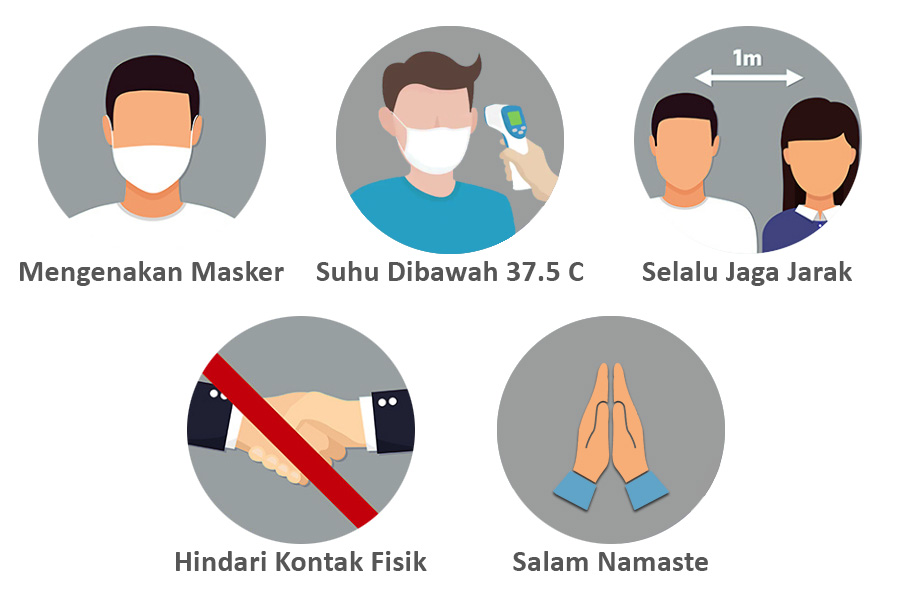 1m
Mengenakan Masker
Suhu Dibawah 37.5 C
Selalu Jaga Jarak
Hindari Kontak Fisik
Salam Namaste